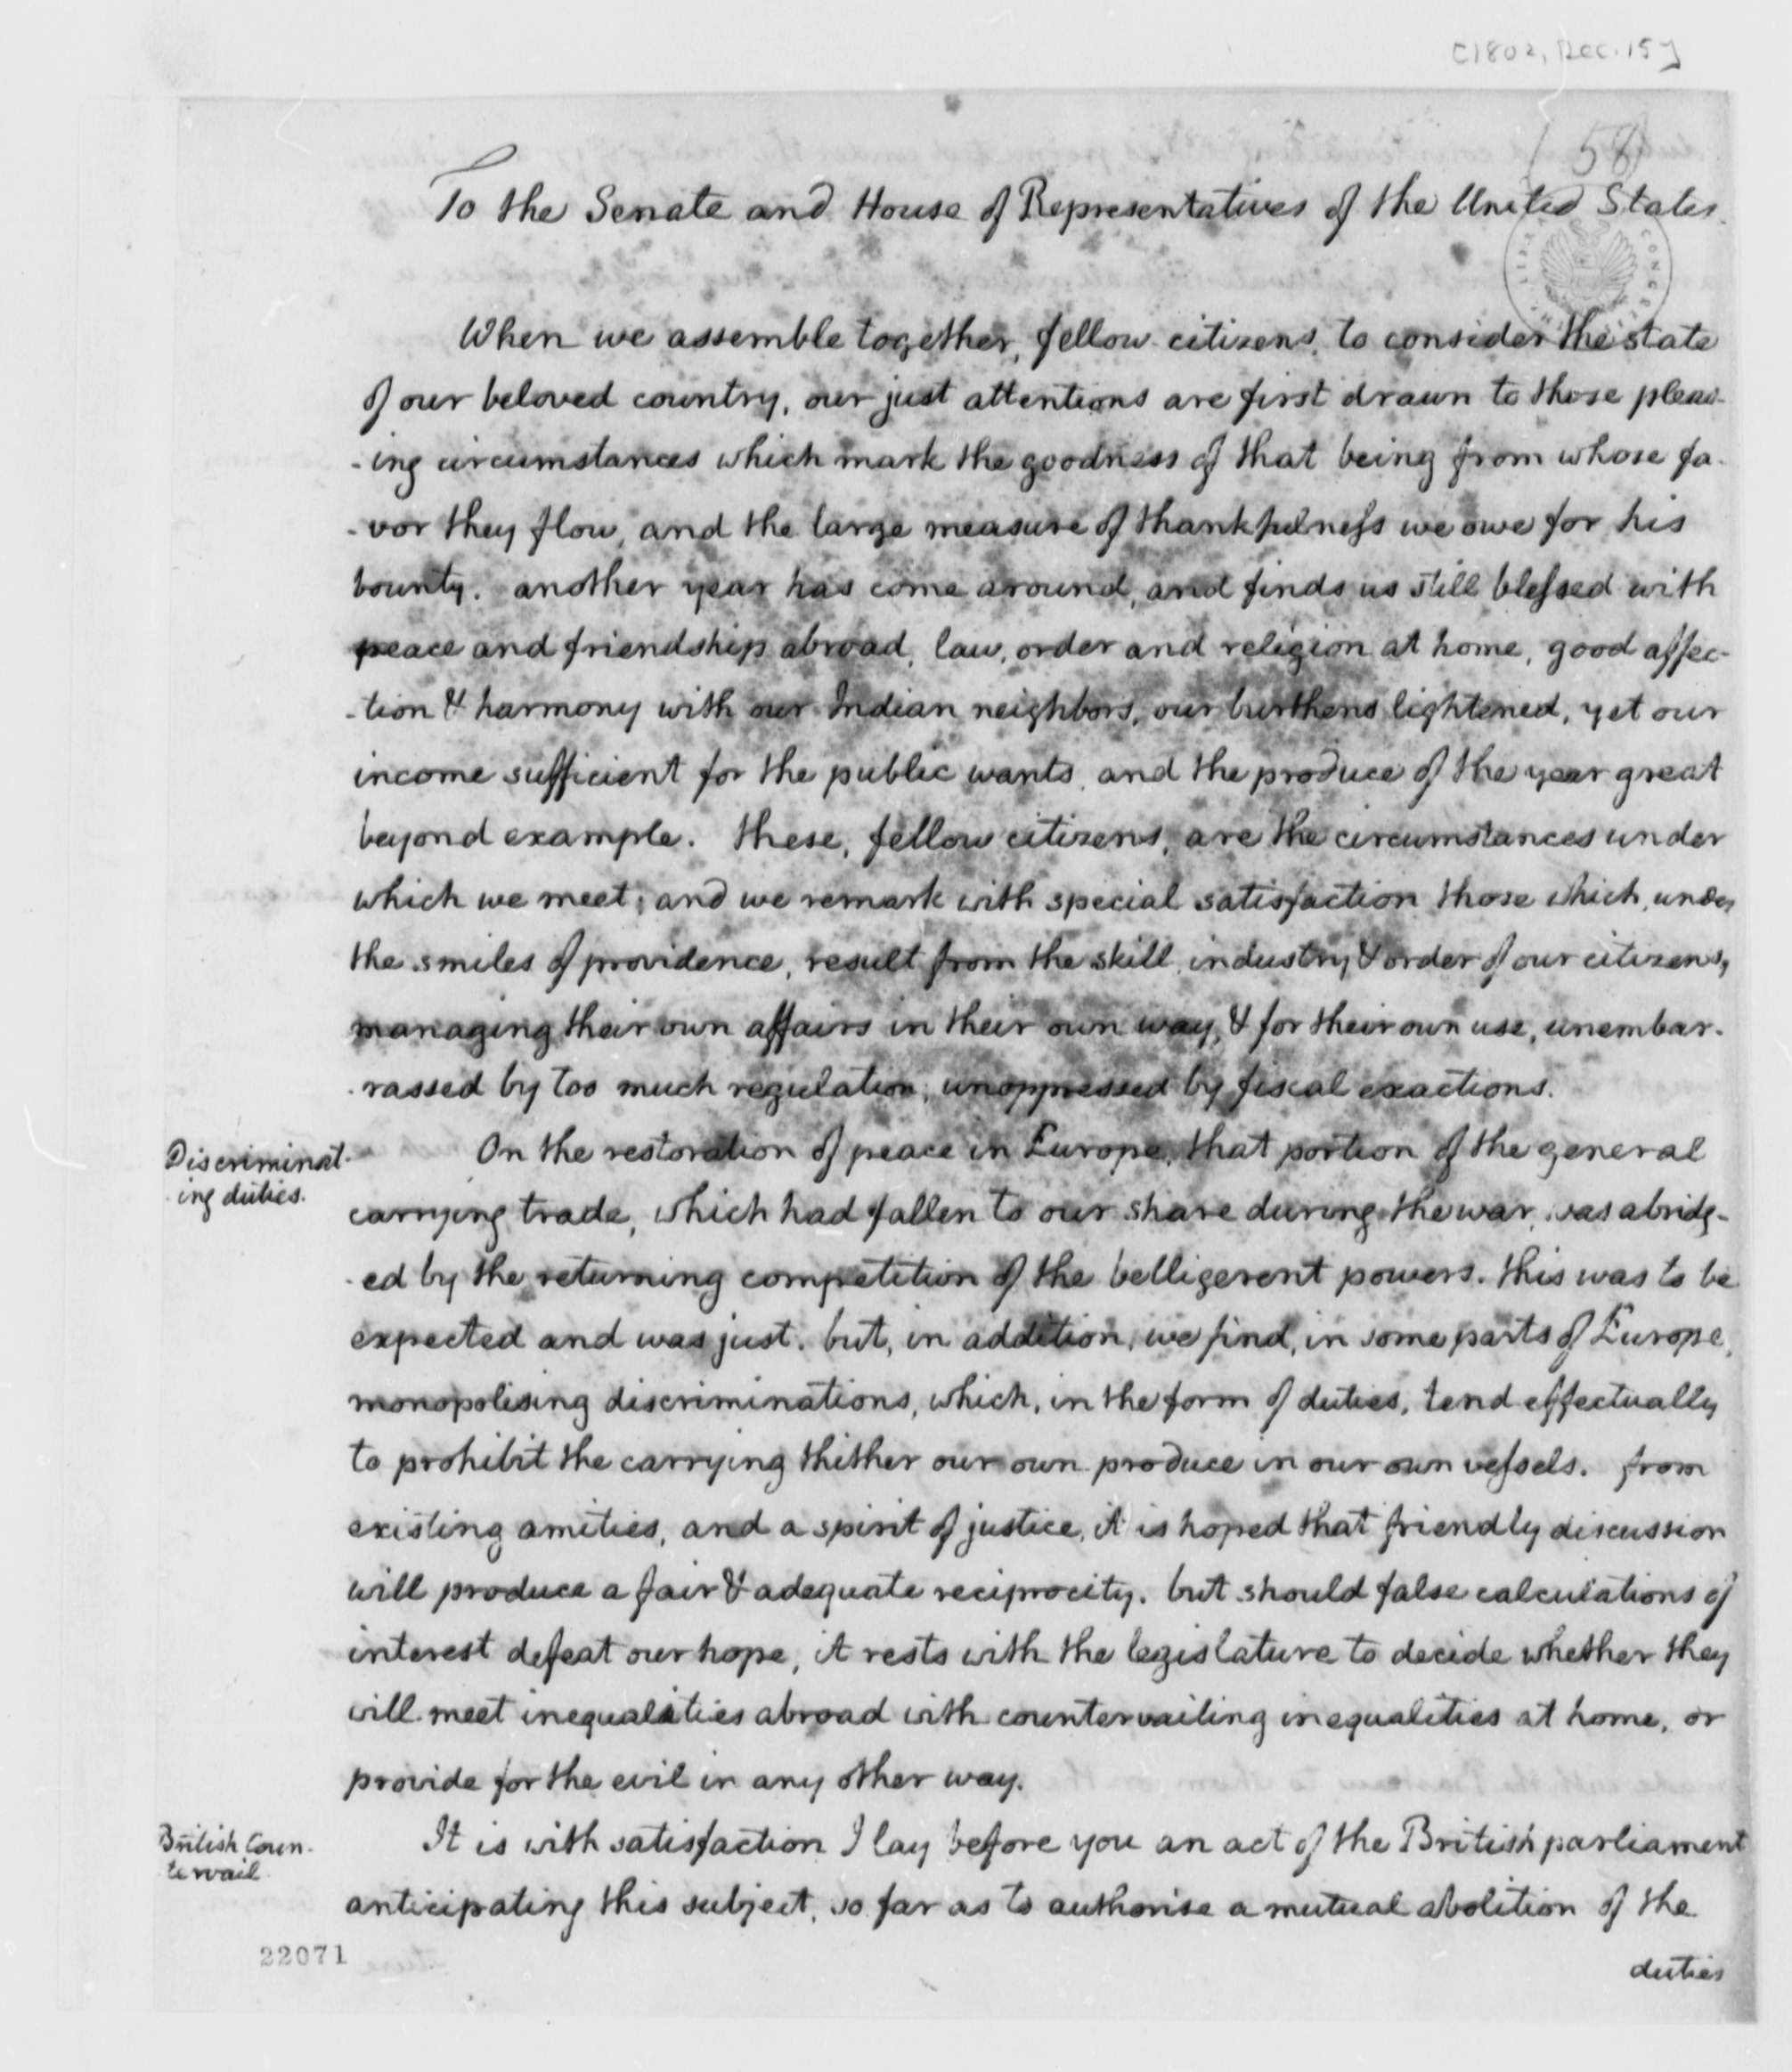 [1802, Dec. 15]
(58)
To the Senate and House of Representatives of the United States.
When we assemble together, fellow citizens, to consider the state
of our beloved country, our just attentions are first drawn to those pleas-
-ing circumstances which mark the goodness of that being from whose fa-
-vor they flow, and the large measure of thankfulness we owe for his
bounty. another year has come around, and finds us still blessed with
peace and friendship abroad, law, order and religion at home, good affec-
-tion & harmony with our Indian neighbors, our burthens lightened, yet our
income sufficient for the public wants, and the produce of the year great
beyond example. these, fellow citizens, are the circumstances under
which we meet; and we remark with special satisfaction those which, under
the smiles of providence, result from the skill, industry & order of our citizens,
managing their own affairs in their own way, & for their own use, unembar-
-rassed by too much regulation, unoppressed by fiscal exactions.
Discriminat-
ing duties.
On the restoration of peace in Europe, that portion of the general
carrying trade, which had fallen to our share during the war, was abridg-
-ed by the returning competition of the belligerent powers. this was to be
expected and was just. but, in addition, we find, in some parts of Europe,
monopolising discriminations, which, in the form of duties, tend effectually
to prohibit the carrying thither our own produce in our own vessels. from
existing amities, and a spirit of justice, it is hoped that friendly discussion
will produce a fair & adequate reciprocity. but should false calculations of
interest defeat our hope, it rests with the legislature to decide whether they
will meet inequalities abroad with countervailing inequalities at home, or
provide for the evil in any other way.
British Coun-
tervail
It is with satisfaction I lay before you an act of the British parliament
anticipating this subject, so far as to authorise a mutual abolition of the
duties
22071